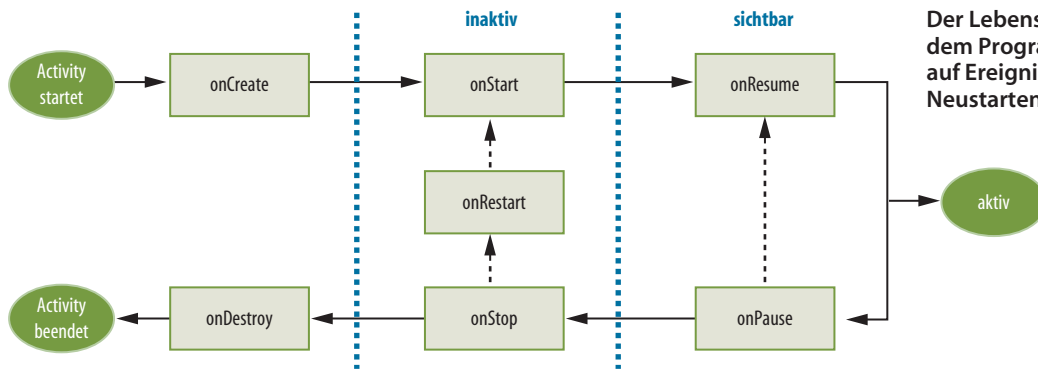 inaktiv
sichtbar
Der Lebens
dem Progra
auf Ereigni
Neustarten
Activity
startet
onCreate
onStart
onResume
onRestart
aktiv
Activity
beendet
onDestroy
onStop
onPause